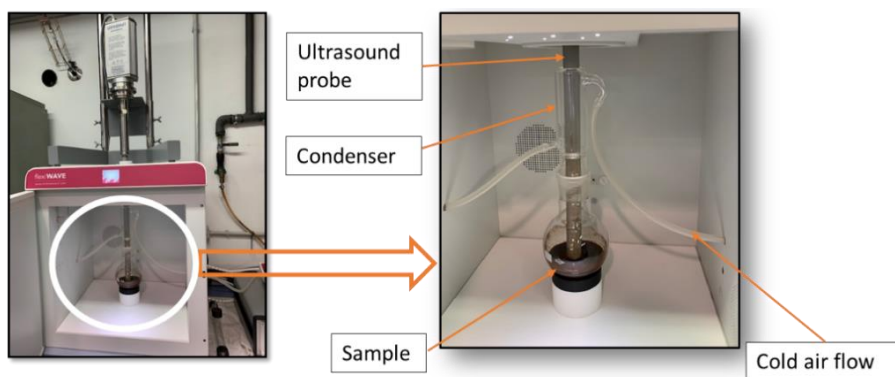 Ultrasound
probe
Condenser
Sample
Cold air flow
flexiWAVE